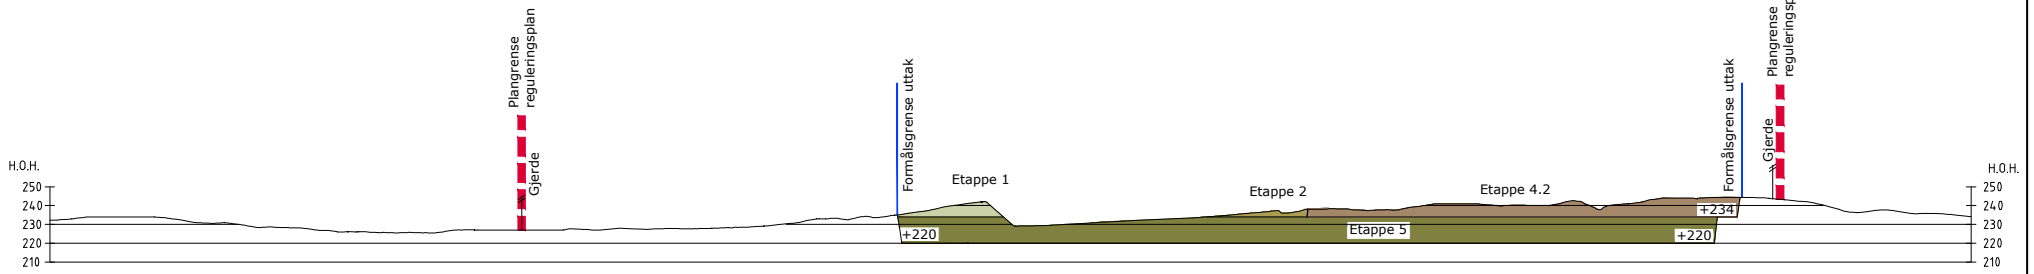 Plangrense
reguleringsplan
Gjerde
Formålsgrense uttak
Formålsgrense uttak
Plangrense
Gjerde
H.O.H.
250
240
230
220
210
Etappe 1
Etappe 2
Etappe 4.2
+234
+220
Etappe 5
+220
H.O.H.
250
240
230
220
210